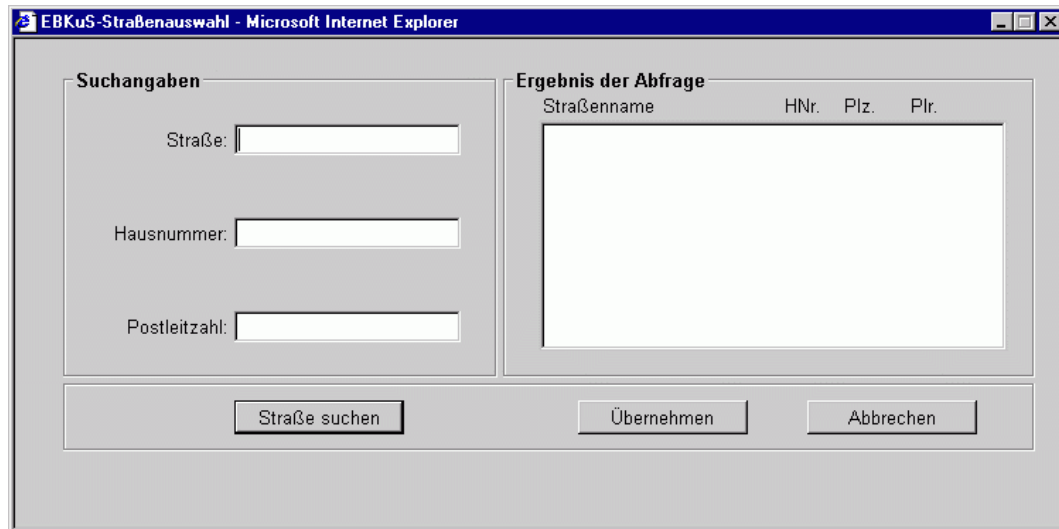 EBKuS-Straßenauswahl - Microsoft Internet Explorer
Suchangaben
Straße:
Hausnummer:
Postleitzahl:
Ergebnis der Abfrage
Straßenname HNr. Plz. Plr.
Straße suchen Übernehmen Abbrechen